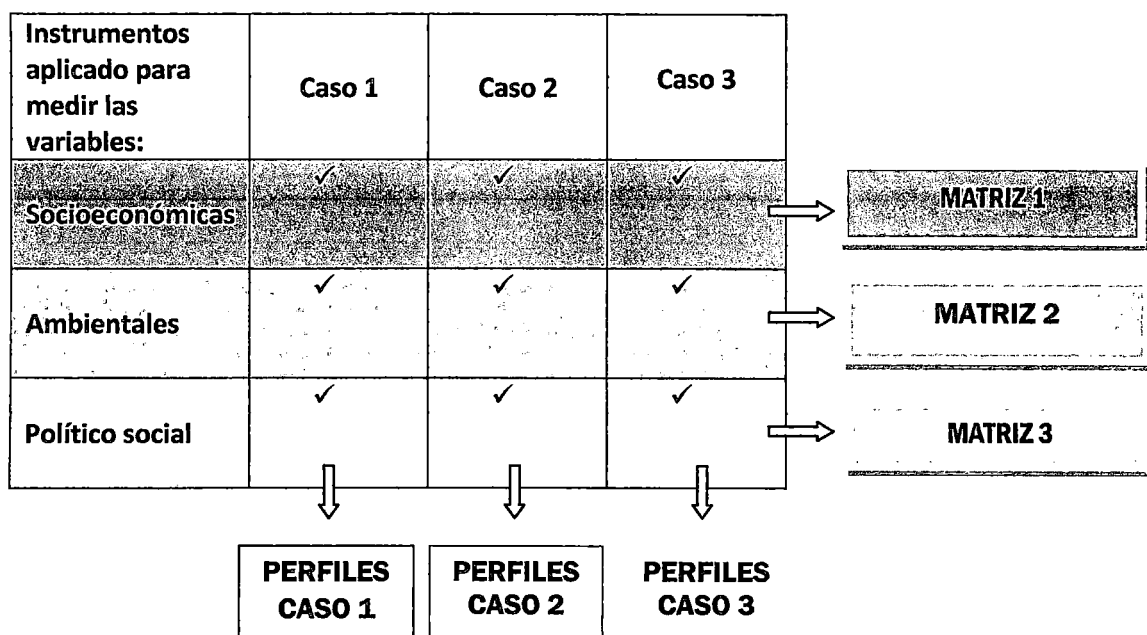 Instrumentos
aplicado para
medir las
variables:
Caso 1
Caso 2
Caso 3
Socioeconómicas
✓ ✓ ✓
MATRIZ 1
Ambientales
✓ ✓ ✓
MATRIZ 2
Político social
✓ ✓ ✓
MATRIZ 3
PERFILES
CASO 1
PERFILES
CASO 2
PERFILES
CASO 3